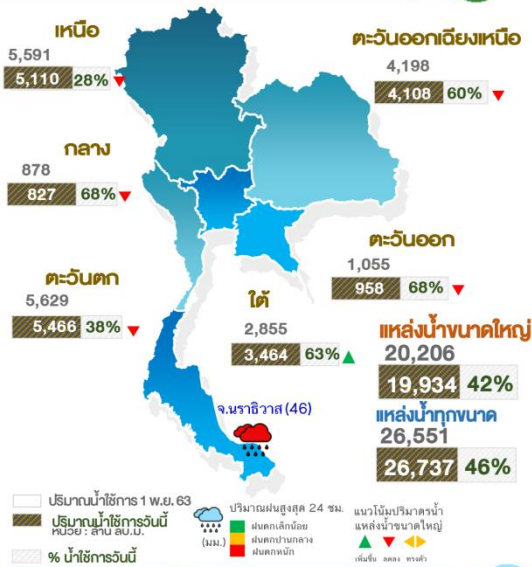 เหนือ
5,591
5,110 28%
ตะวันออกเฉียงเหนือ
4,198
4,108 60%
กลาง
878
827 68%
ตะวันออก
1,055
958 68%
ตะวันตก
5,629
5,466 38%
ใต้
2,855
3,464 63%
แหล่งน้ำขนาดใหญ่
20,206
19,934 42%
แหล่งน้ำทุกขนาด
26,551
26,737 46%
จ.นราธิวาส (46)
ปริมาณน้ำใช้การ 1 พ.ย. 63
ปริมาณน้ำใช้การวันนี้
หน่วย : ล้าน ลบ.ม.
% น้ำใช้การวันนี้
ปริมาณฝนสูงสุด 24 ชม.
(มม.)
ฝนตกเล็กน้อย
ฝนตกปานกลาง
ฝนตกหนัก
แนวโน้มปริมาตรน้ำ
แหล่งน้ำขนาดใหญ่
เพิ่มขึ้น ลดลง ทรงตัว